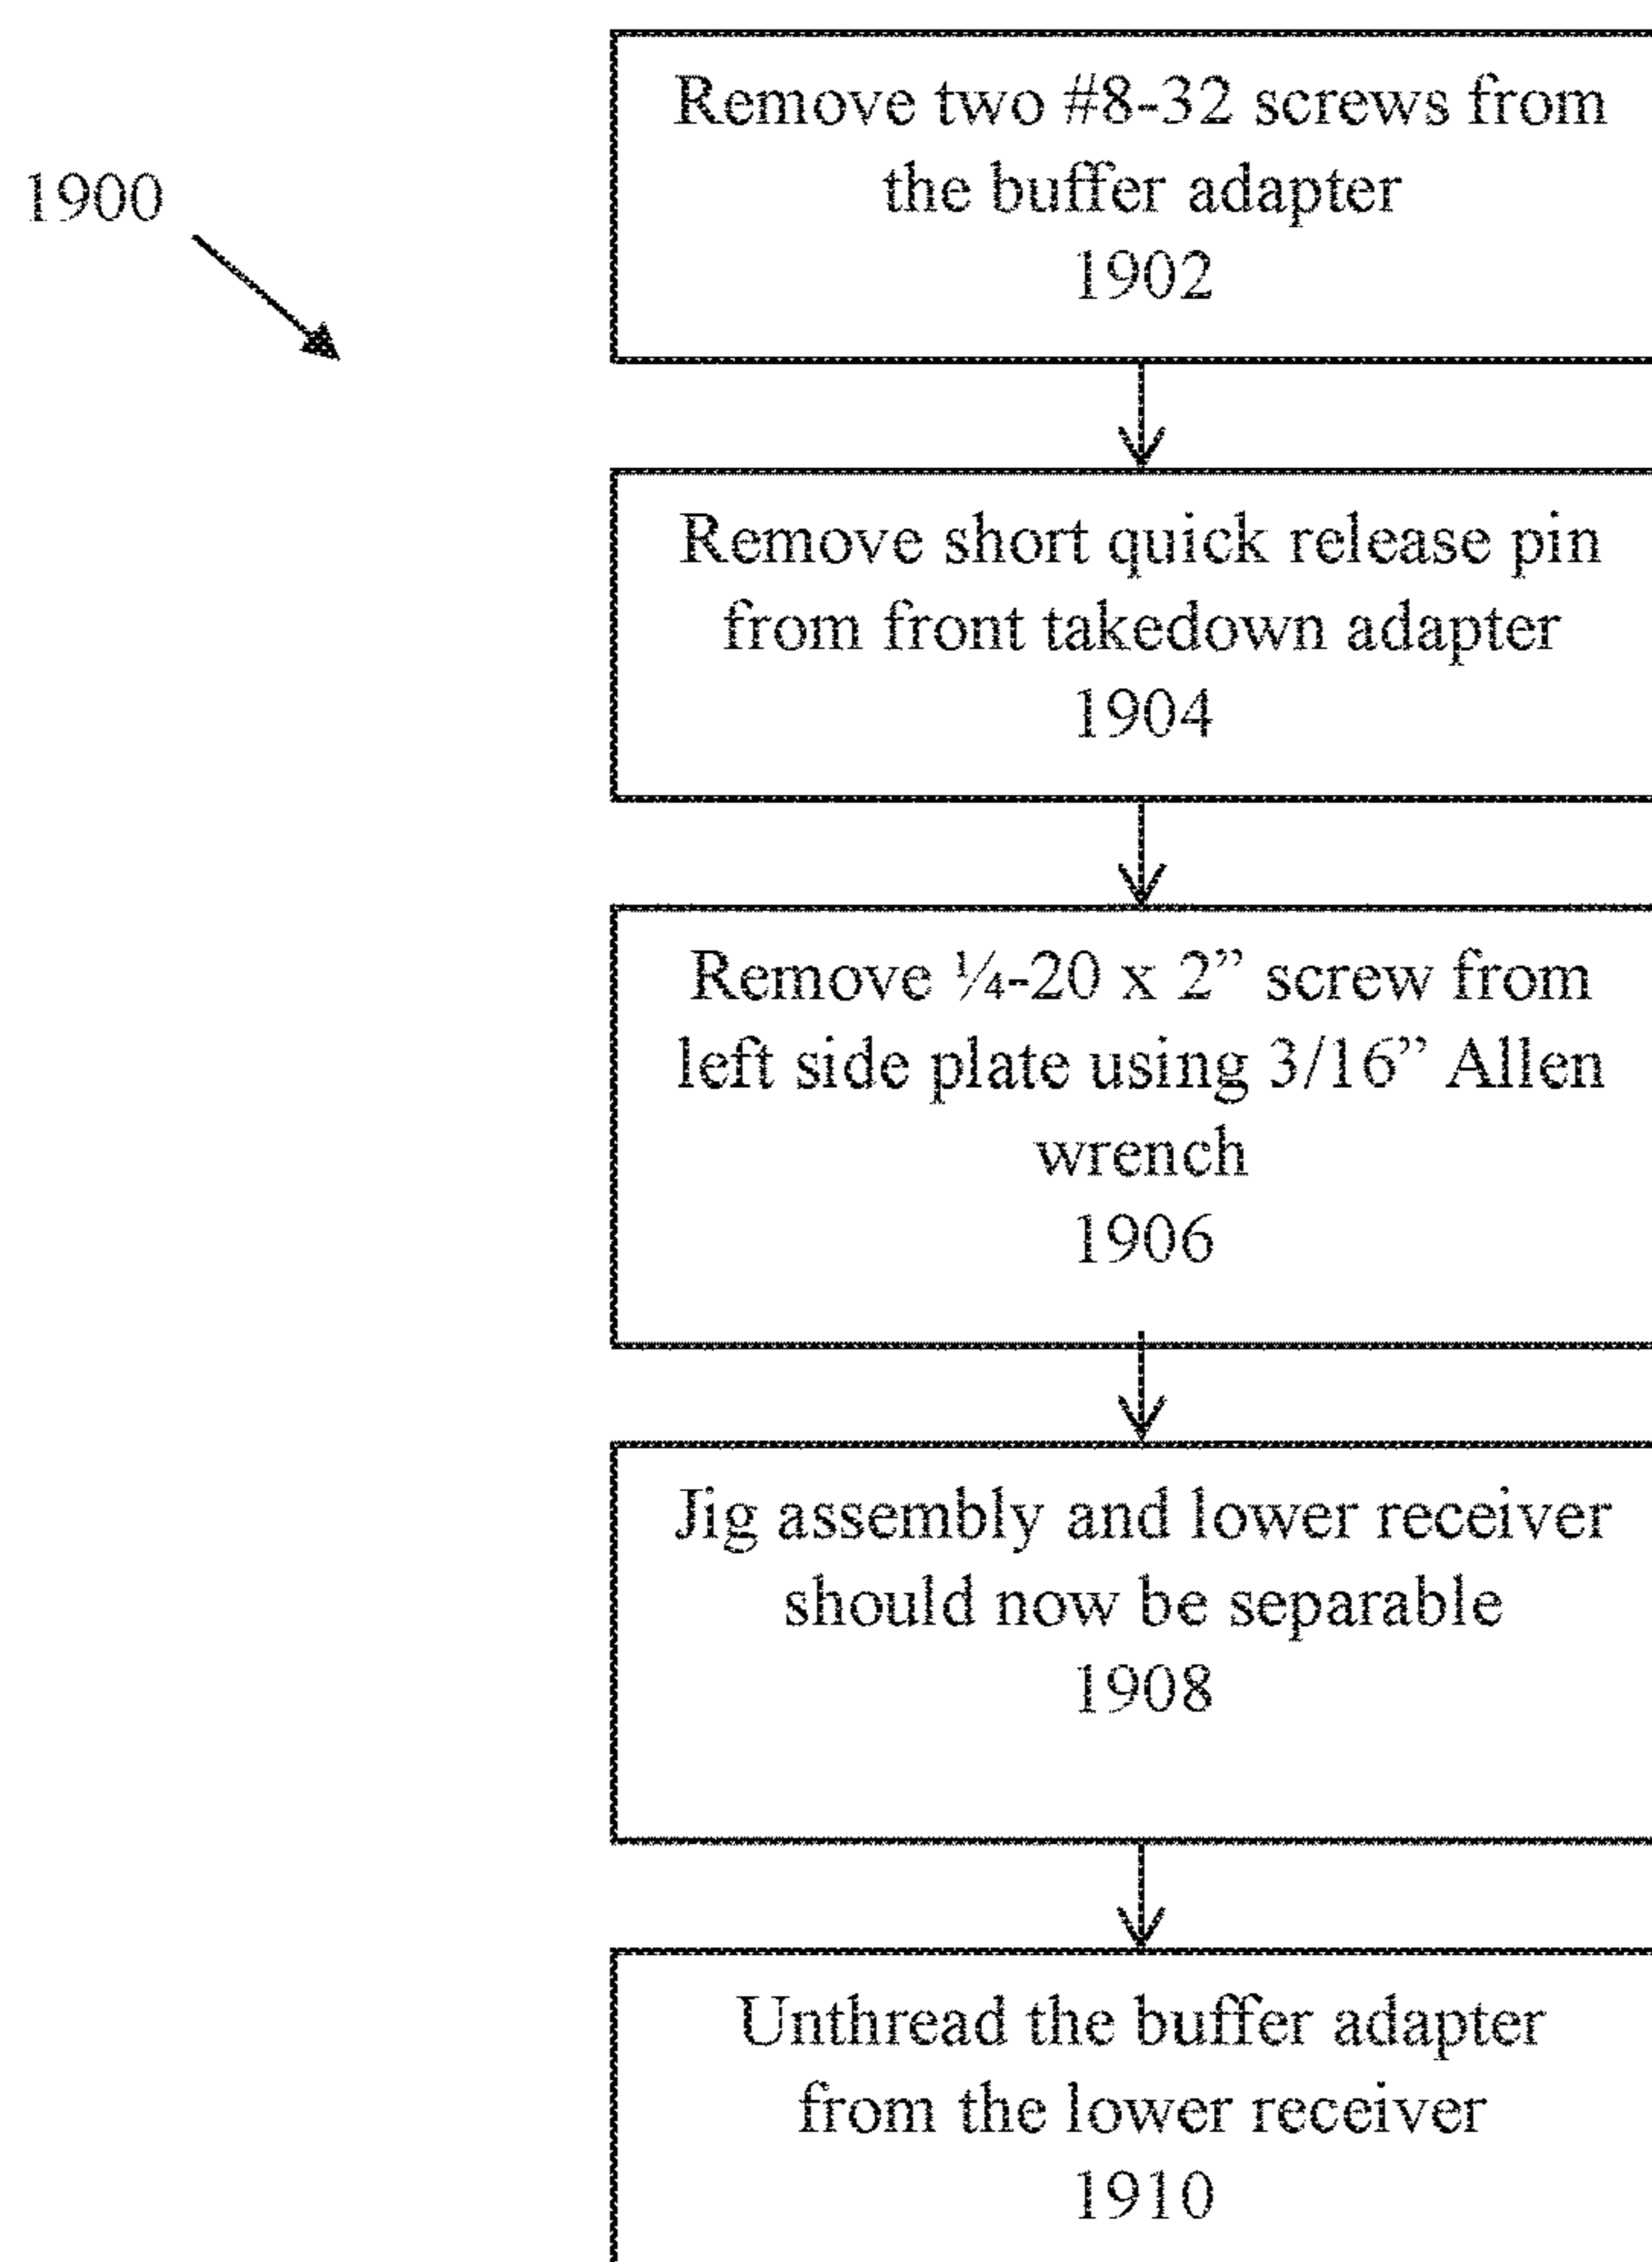 1900
Remove two #8-32 screws from
the buffer adapter
1902
Remove short quick release pin
from front takedown adapter
1904
Remove ¼-20 x 2” screw from
left side plate using 3/16” Allen
wrench
1906
Jig assembly and lower receiver
should now be separable
1908
Unthread the buffer adapter
from the lower receiver
1910